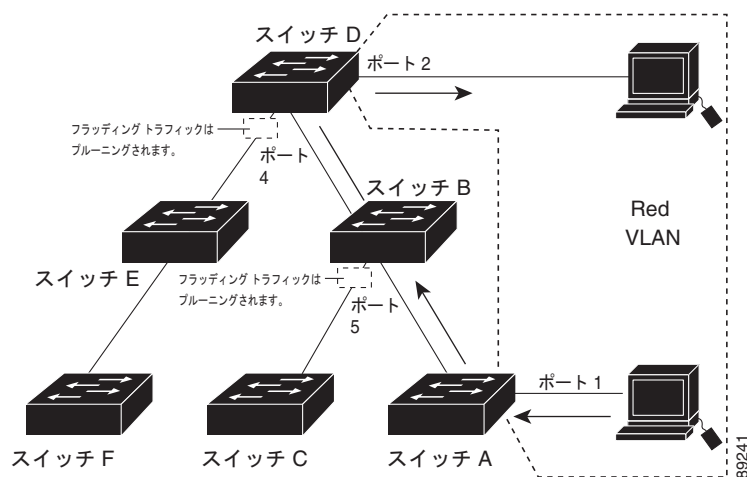 スイッチ D
ポート 2
フラッディング トラフィックは
プルーニングされます。
ポート
4
スイッチ B
Red
VLAN
スイッチ E
フラッディング トラフィックは
プルーニングされます。
ポート
5
ポート 1
スイッチ F
スイッチ C
スイッチ A
89241